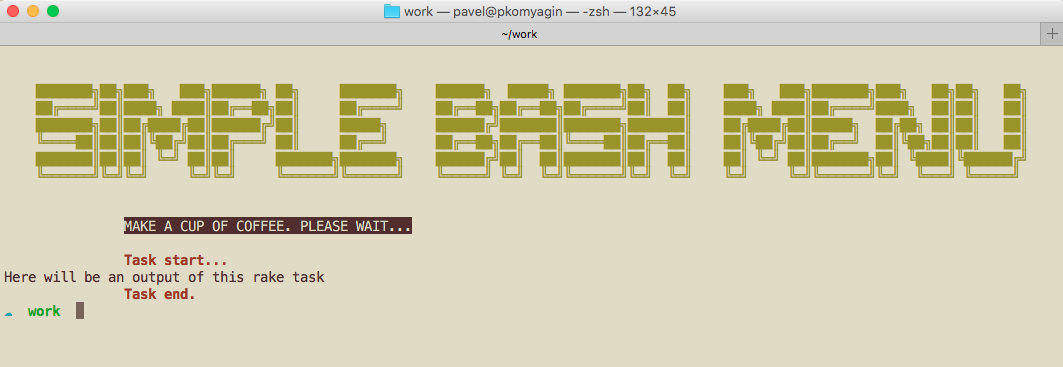 work — pavel@pkomyagin — -zsh — 132×45
~/work
SIMPLE BASH MENU
MAKE A CUP OF COFFEE. PLEASE WAIT...
Task start...
Here will be an output of this rake task
Task end.
work